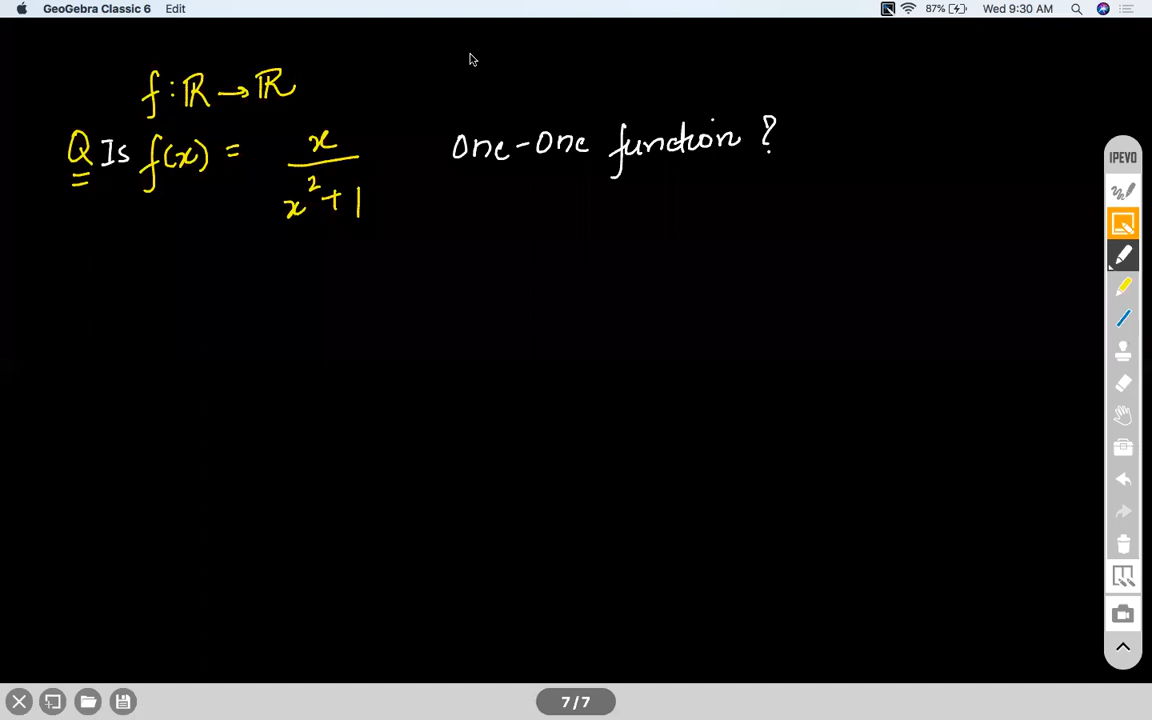 GeoGebra Classic 6 Edit 87% Wed 9:30 AM
f : ℝ → ℝ
Q Is f(x) = x / (x² + 1) one-one function ?
IPEVO
7/7